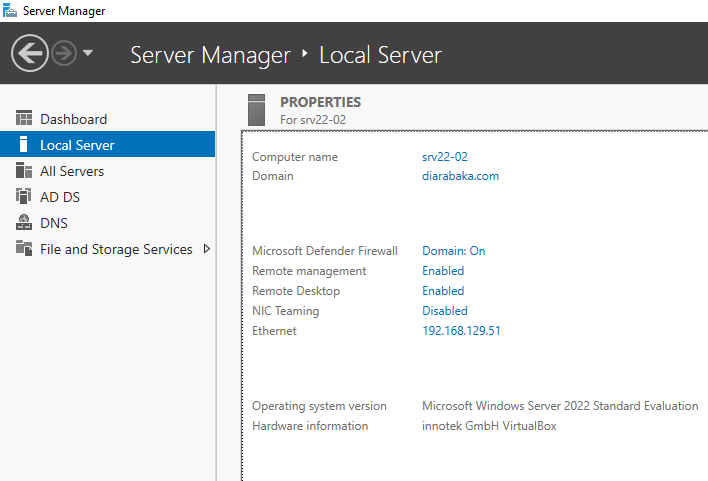 Server Manager
Server Manager ‣ Local Server
Dashboard
Local Server
All Servers
AD DS
DNS
File and Storage Services
PROPERTIES
For srv22-02
Computer name srv22-02
Domain diarabaka.com
Microsoft Defender Firewall Domain: On
Remote management Enabled
Remote Desktop Enabled
NIC Teaming Disabled
Ethernet 192.168.129.51
Operating system version Microsoft Windows Server 2022 Standard Evaluation
Hardware information innotek GmbH VirtualBox